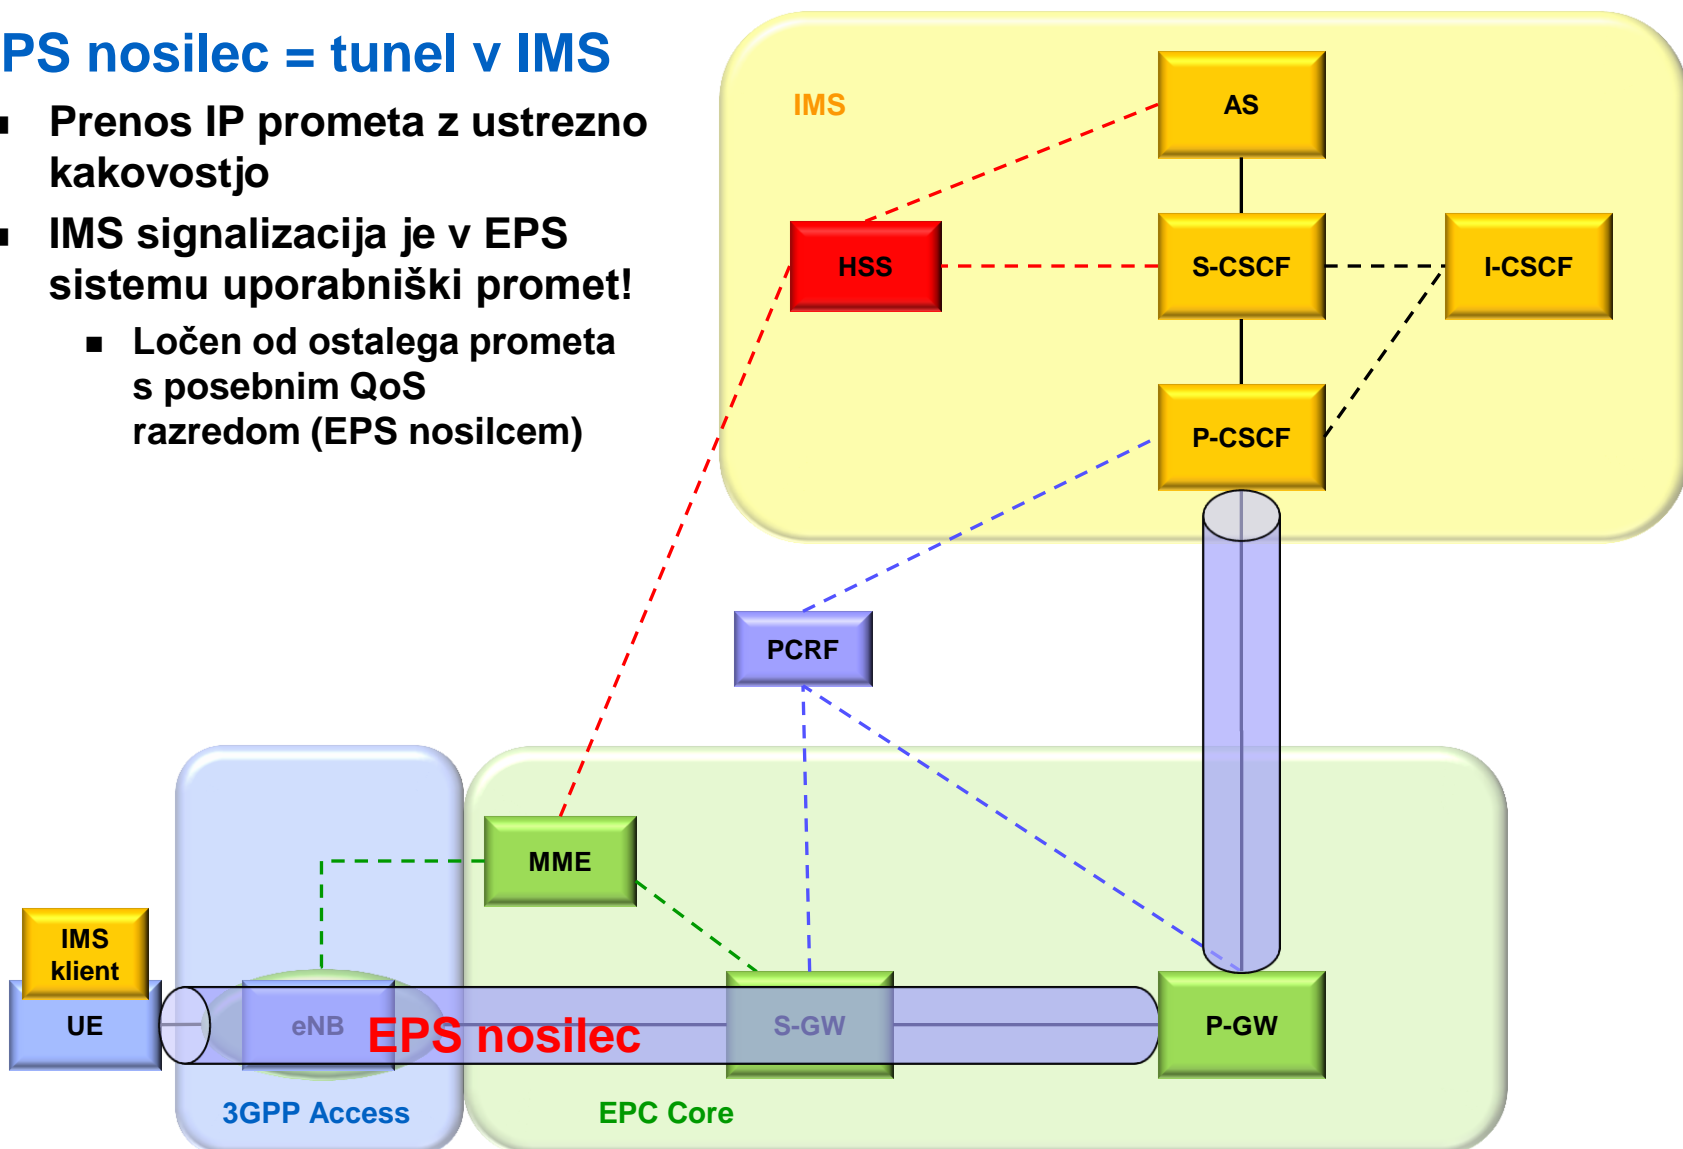 PS nosilec = tunel v IMS
Prenos IP prometa z ustrezno
kakovostjo
IMS signalizacija je v EPS
sistemu uporabniški promet!
Ločen od ostalega prometa
s posebnim QoS
razredom (EPS nosilcem)
IMS
AS
HSS
S-CSCF
I-CSCF
P-CSCF
PCRF
MME
IMS
klient
UE
eNB
EPS nosilec
S-GW
P-GW
3GPP Access
EPC Core